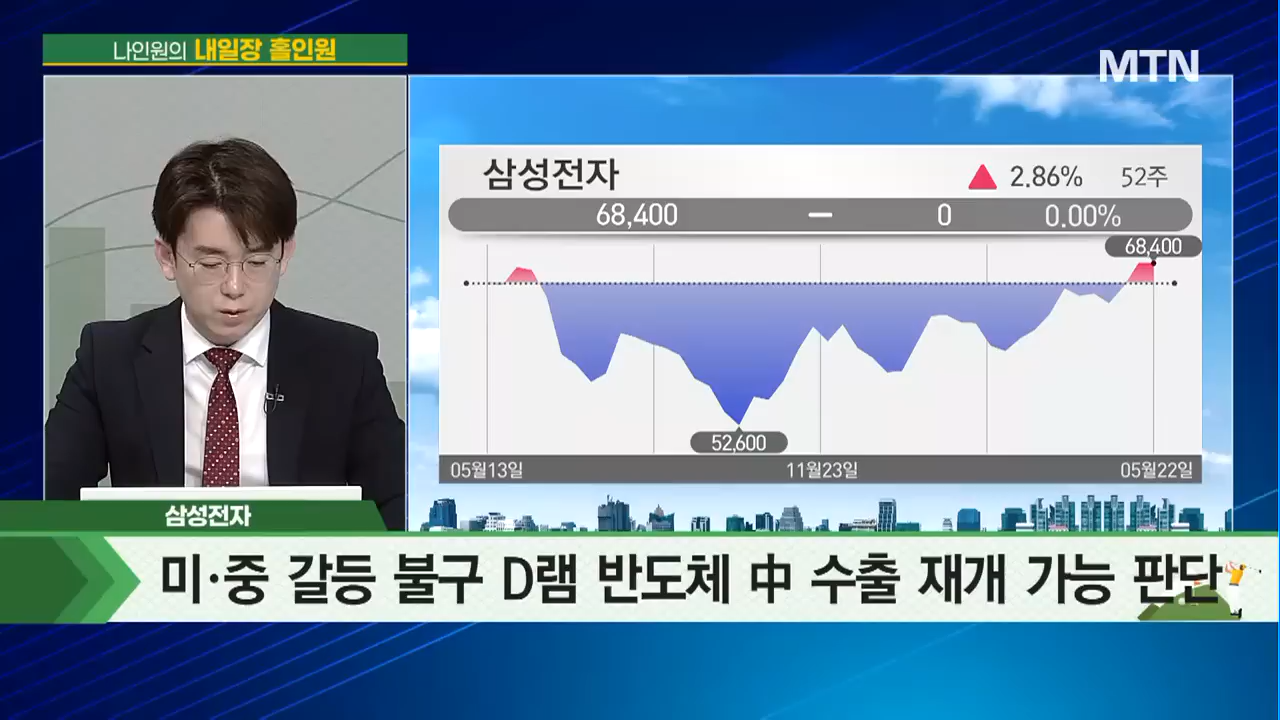 나인원의 내일장 홀인원
MTN
삼성전자 ▲ 2.86% 52주
68,400 – 0 0.00%
68,400
52,600
05월13일 11월23일 05월22일
삼성전자
미·중 갈등 불구 D램 반도체 中 수출 재개 가능 판단